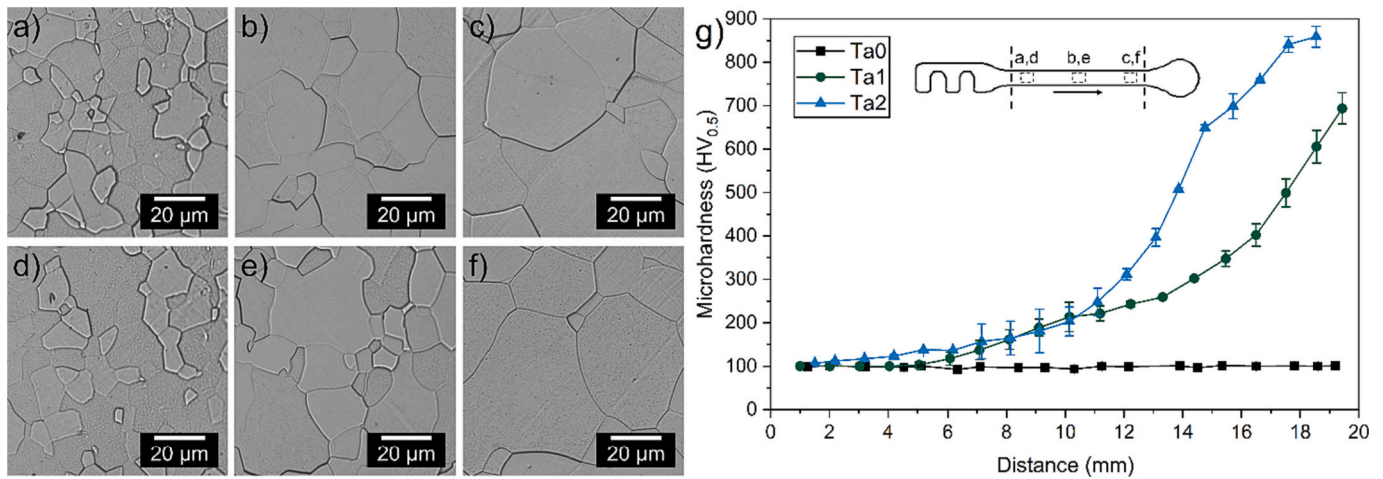 a)
20 µm
b)
20 µm
c)
20 µm
d)
20 µm
e)
20 µm
f)
20 µm
g)
Microhardness (HV0.5)
900
800
700
600
500
400
300
200
100
0
Ta0
Ta1
Ta2
a,d b,e c,f
0 2 4 6 8 10 12 14 16 18 20
Distance (mm)